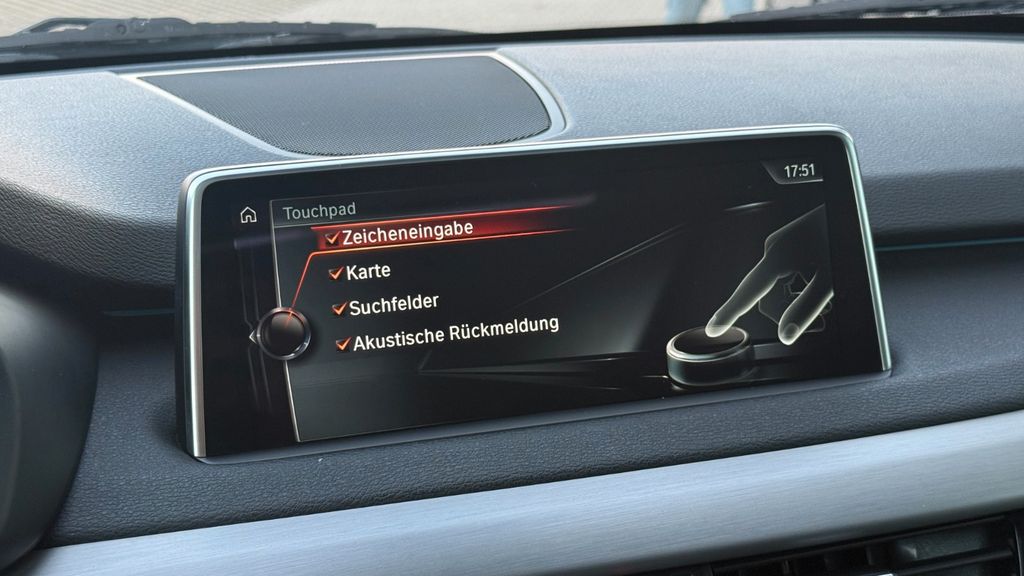 17:51
Touchpad
Zeicheneingabe
Karte
Suchfelder
Akustische Rückmeldung